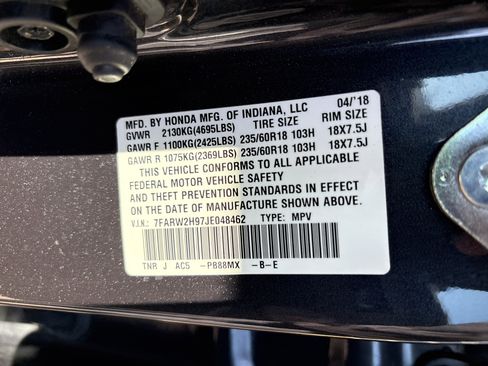 MFD. BY HONDA MFG. OF INDIANA, LLC 04/'18
GVWR 2130KG(4695LBS) TIRE SIZE RIM SIZE
GAWR F 1100KG(2425LBS) 235/60R18 103H 18X7.5J
GAWR R 1075KG(2369LBS) 235/60R18 103H 18X7.5J
THIS VEHICLE CONFORMS TO ALL APPLICABLE
FEDERAL MOTOR VEHICLE SAFETY
AND THEFT PREVENTION STANDARDS IN EFFECT
ON THE DATE OF MANUFACTURE SHOWN ABOVE.
V.I.N.: 7FARW2H97JE048462 TYPE: MPV
TNR J AC5 -PB88MX -B-E